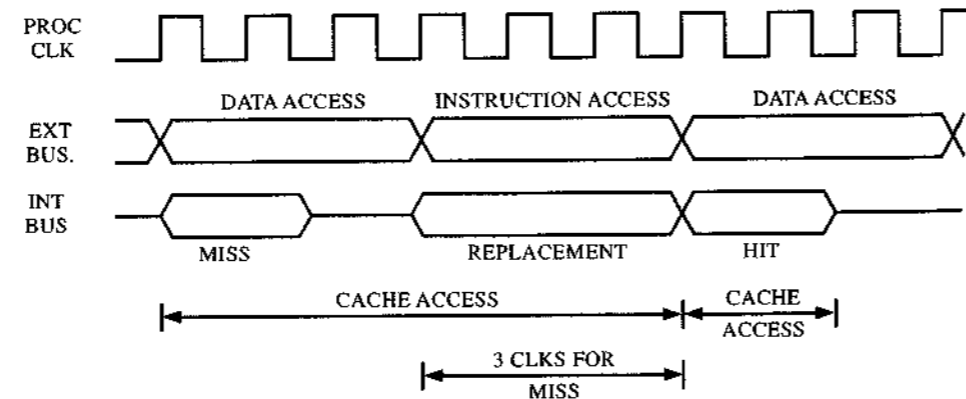 PROC
CLK
DATA ACCESS INSTRUCTION ACCESS DATA ACCESS
EXT
BUS.
INT
BUS
MISS REPLACEMENT HIT
CACHE ACCESS
CACHE
ACCESS
3 CLKS FOR
MISS